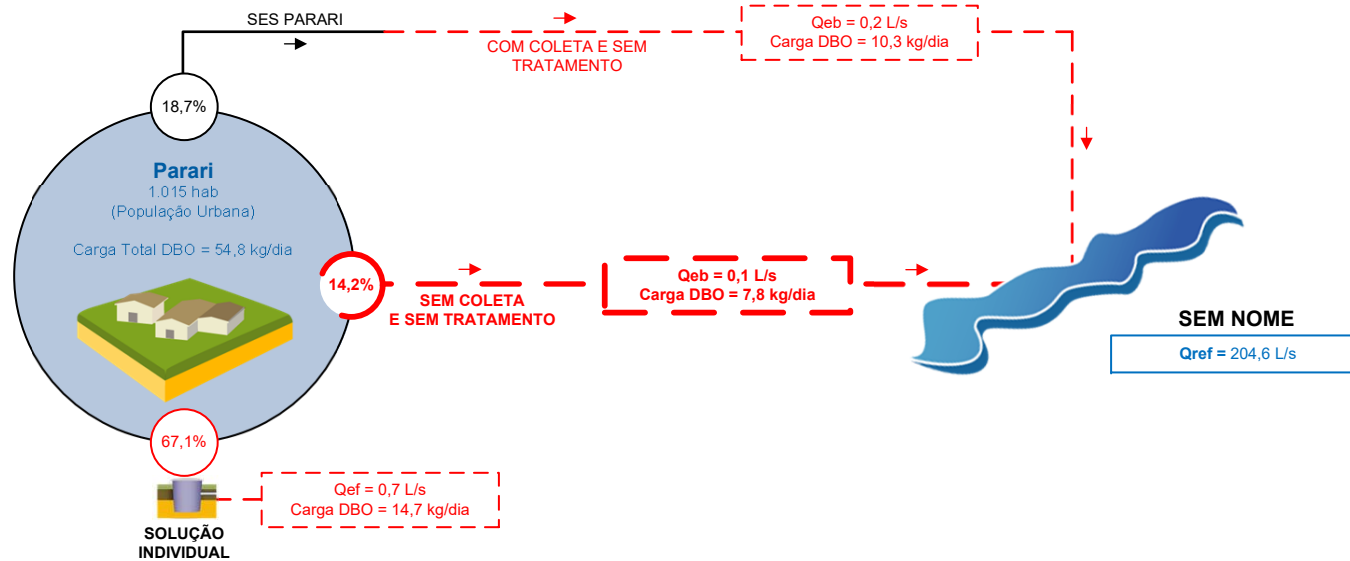 SES PARARI
COM COLETA E SEM
TRATAMENTO
Qeb = 0,2 L/s
Carga DBO = 10,3 kg/dia
18,7%
Parari
1.015 hab
(População Urbana)
Carga Total DBO = 54,8 kg/dia
14,2%
SEM COLETA
E SEM TRATAMENTO
Qeb = 0,1 L/s
Carga DBO = 7,8 kg/dia
SEM NOME
Qref = 204,6 L/s
67,1%
Qef = 0,7 L/s
Carga DBO = 14,7 kg/dia
SOLUÇÃO
INDIVIDUAL